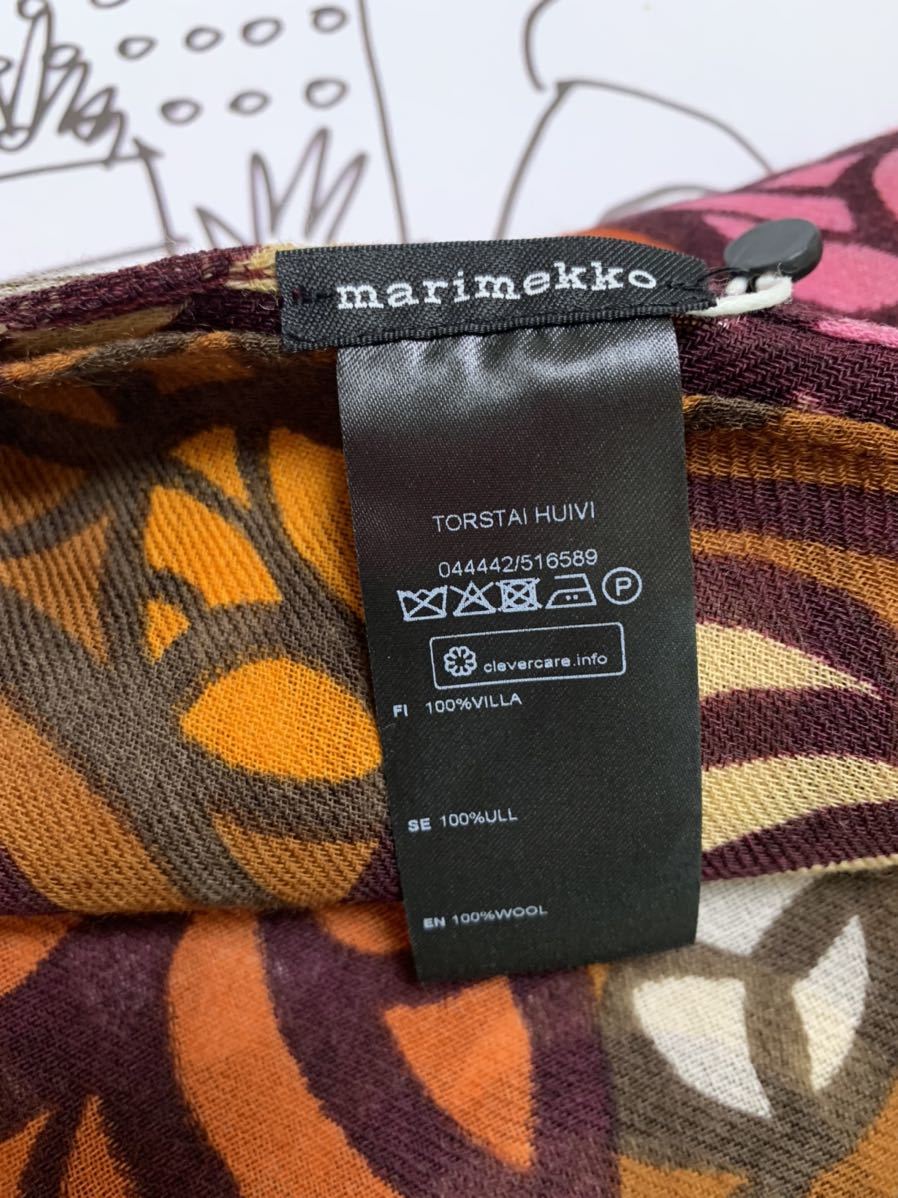 marimekko
TORSTAI HUIVI
044442/516589
P
clevercare.info
FI 100%VILLA
SE 100%ULL
EN 100%WOOL